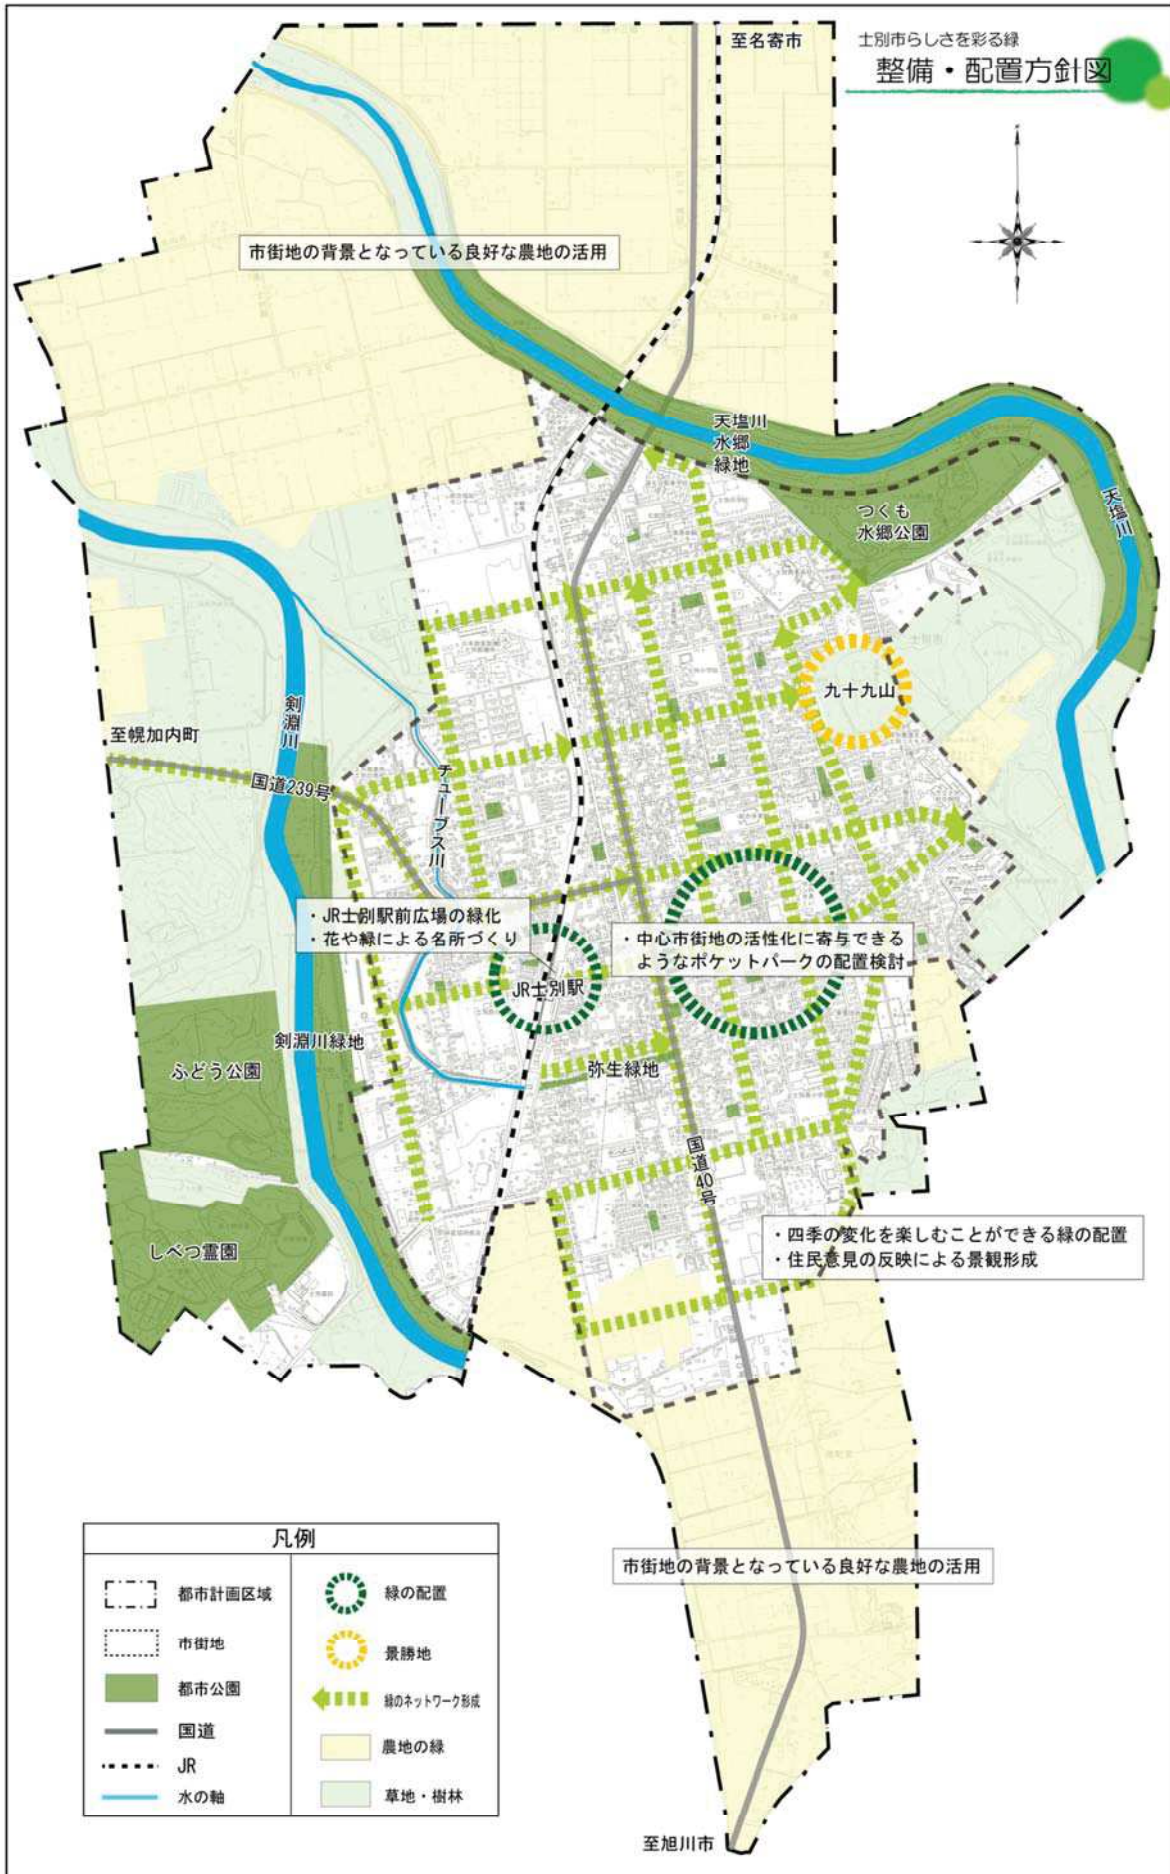 至名寄市
士別市らしさを彩る緑
整備・配置方針図
市街地の背景となっている良好な農地の活用
天塩川
水郷
緑地
つくも
水郷公園
天塩川
九十九山
剣淵川
至幌加内町
国道239号
チューブス川
・JR士別駅前広場の緑化
・花や緑による名所づくり
・中心市街地の活性化に寄与できる
ようなポケットパークの配置検討
JR士別駅
剣淵川緑地
ふどう公園
弥生緑地
国道40号
しべつ霊園
・四季の変化を楽しむことができる緑の配置
・住民意見の反映による景観形成
市街地の背景となっている良好な農地の活用
凡例
都市計画区域
市街地
都市公園
国道
JR
水の軸
緑の配置
景勝地
緑のネットワーク形成
農地の緑
草地・樹林
至旭川市